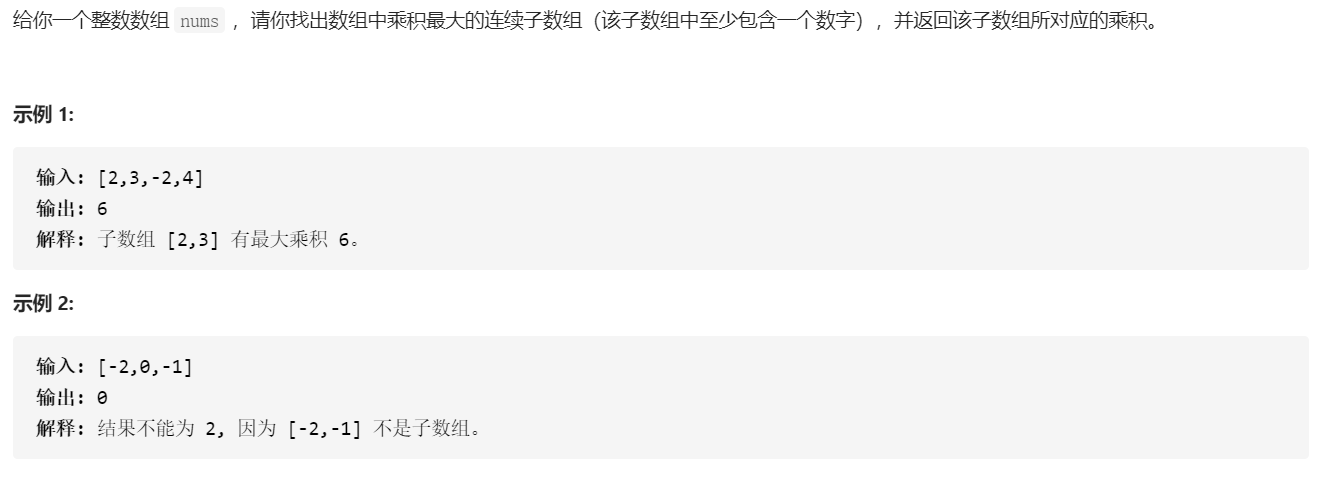 给你一个整数数组 nums ，请你找出数组中乘积最大的连续子数组（该子数组中至少包含一个数字），并返回该子数组所对应的乘积。
示例 1:
输入: [2,3,-2,4]
输出: 6
解释: 子数组 [2,3] 有最大乘积 6。
示例 2:
输入: [-2,0,-1]
输出: 0
解释: 结果不能为 2, 因为 [-2,-1] 不是子数组。